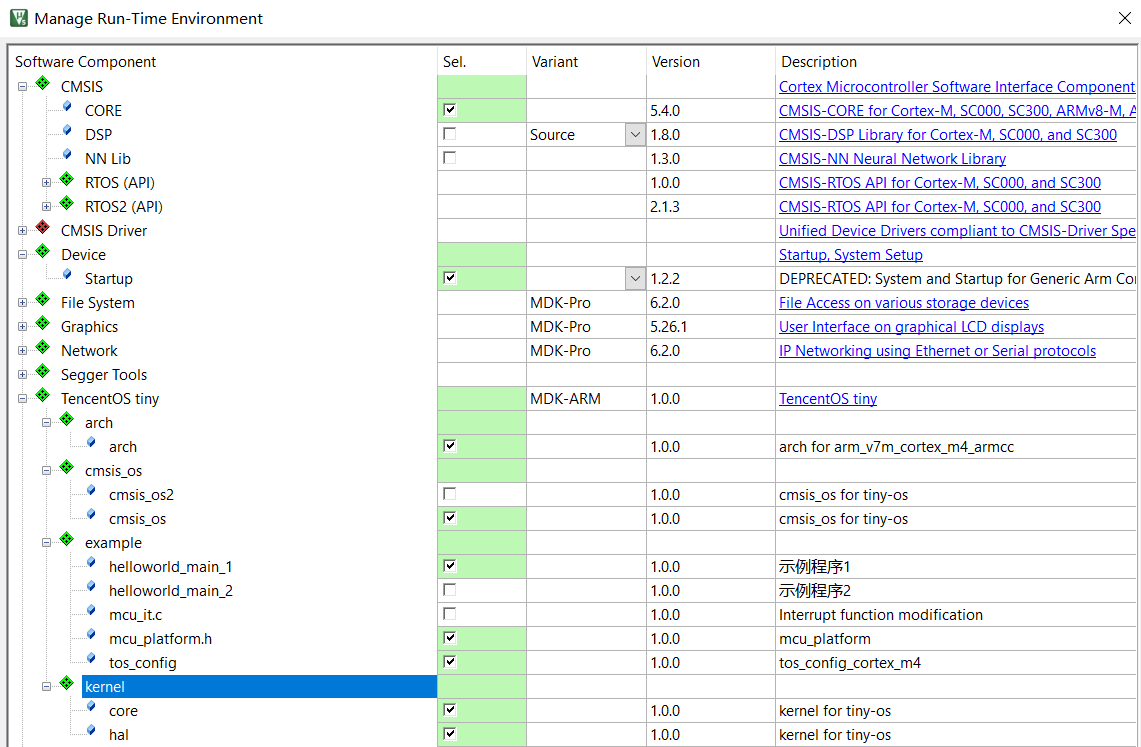 Manage Run-Time Environment
Software Component Sel. Variant Version Description
CMSIS Cortex Microcontroller Software Interface Component
CORE 5.4.0 CMSIS-CORE for Cortex-M, SC000, SC300, ARMv8-M, A
DSP Source 1.8.0 CMSIS-DSP Library for Cortex-M, SC000, and SC300
NN Lib 1.3.0 CMSIS-NN Neural Network Library
RTOS (API) 1.0.0 CMSIS-RTOS API for Cortex-M, SC000, and SC300
RTOS2 (API) 2.1.3 CMSIS-RTOS API for Cortex-M, SC000, and SC300
CMSIS Driver Unified Device Drivers compliant to CMSIS-Driver Spe
Device Startup, System Setup
Startup 1.2.2 DEPRECATED: System and Startup for Generic Arm Cor
File System MDK-Pro 6.2.0 File Access on various storage devices
Graphics MDK-Pro 5.26.1 User Interface on graphical LCD displays
Network MDK-Pro 6.2.0 IP Networking using Ethernet or Serial protocols
Segger Tools
TencentOS tiny MDK-ARM 1.0.0 TencentOS tiny
arch
arch 1.0.0 arch for arm_v7m_cortex_m4_armcc
cmsis_os
cmsis_os2 1.0.0 cmsis_os for tiny-os
cmsis_os 1.0.0 cmsis_os for tiny-os
example
helloworld_main_1 1.0.0 示例程序1
helloworld_main_2 1.0.0 示例程序2
mcu_it.c 1.0.0 Interrupt function modification
mcu_platform.h 1.0.0 mcu_platform
tos_config 1.0.0 tos_config_cortex_m4
kernel
core 1.0.0 kernel for tiny-os
hal 1.0.0 kernel for tiny-os